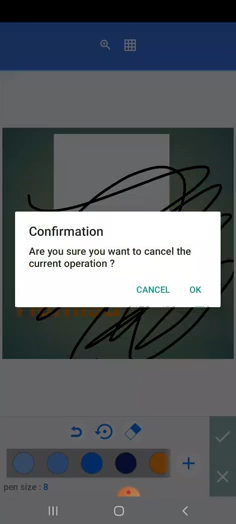 Confirmation
Are you sure you want to cancel the
current operation ?
CANCEL
OK
pen size : 8